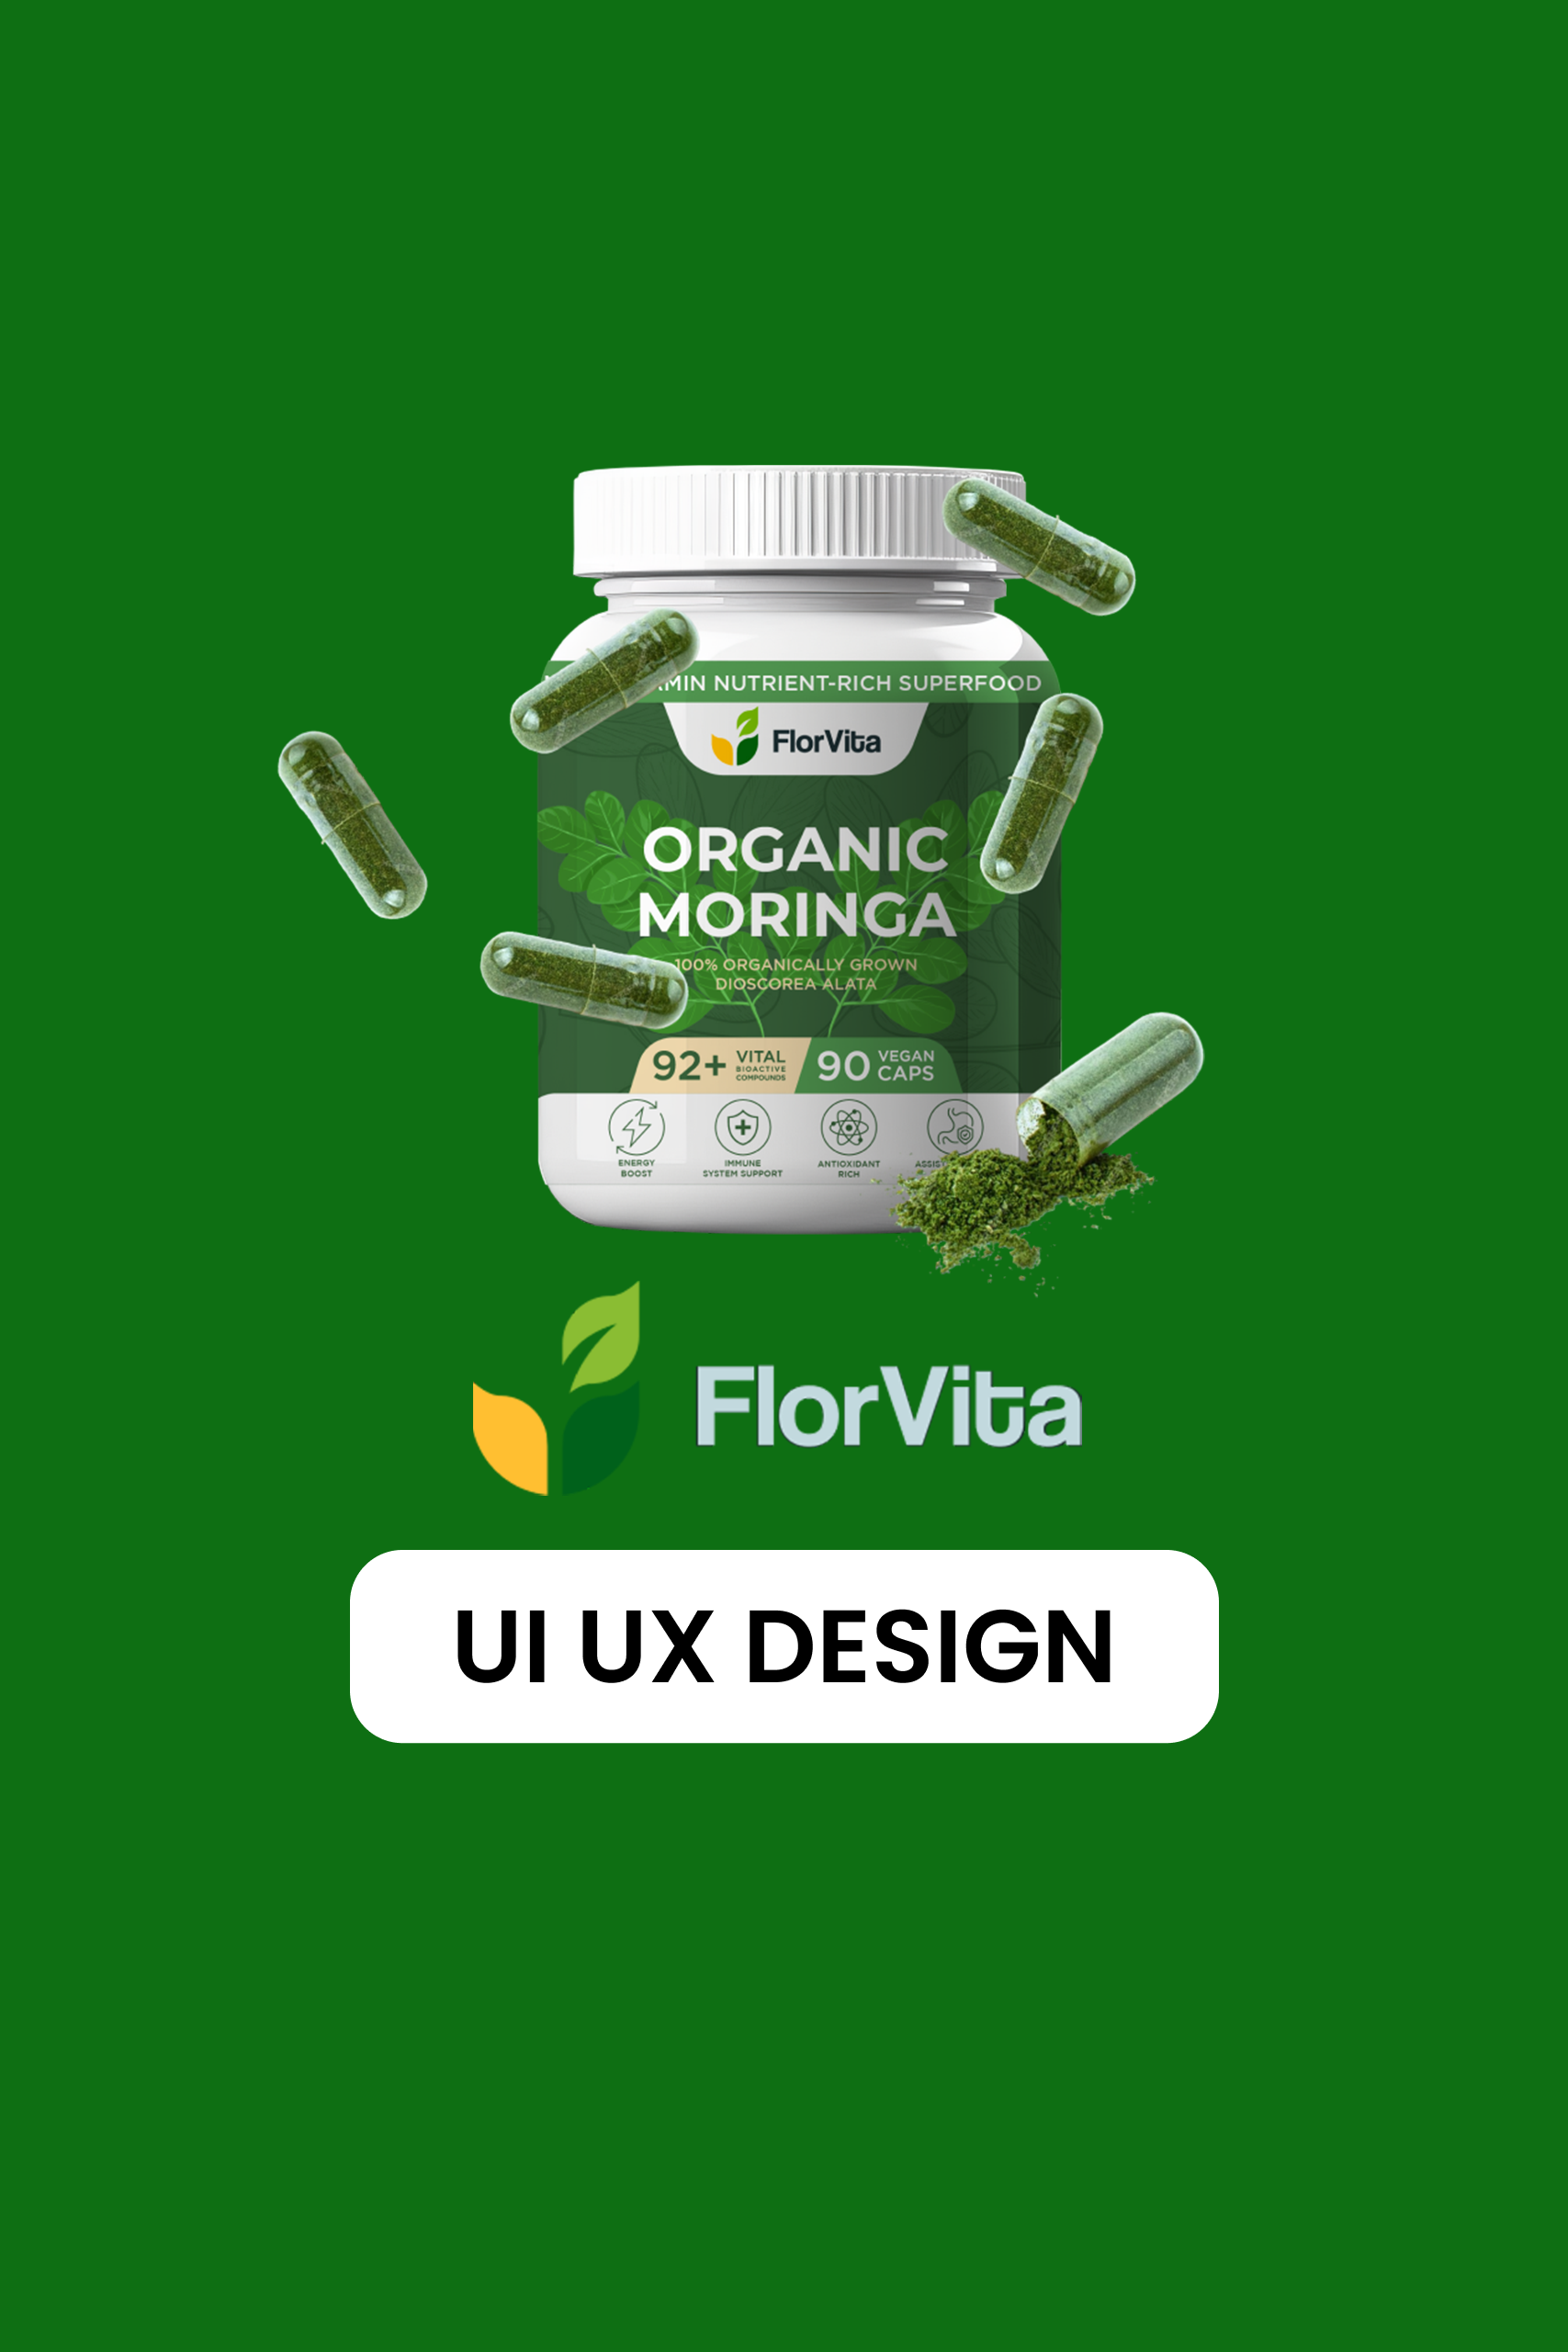 NUTRIENT-RICH SUPERFOOD
FlorVita
ORGANIC
MORINGA
100% ORGANICALLY GROWN
DIOSCOREA ALATA
92+ VITAL
BIOACTIVE
COMPOUNDS
90 VEGAN
CAPS
ENERGY
BOOST
IMMUNE
SYSTEM SUPPORT
ANTIOXIDANT
RICH
FlorVita
UI UX DESIGN